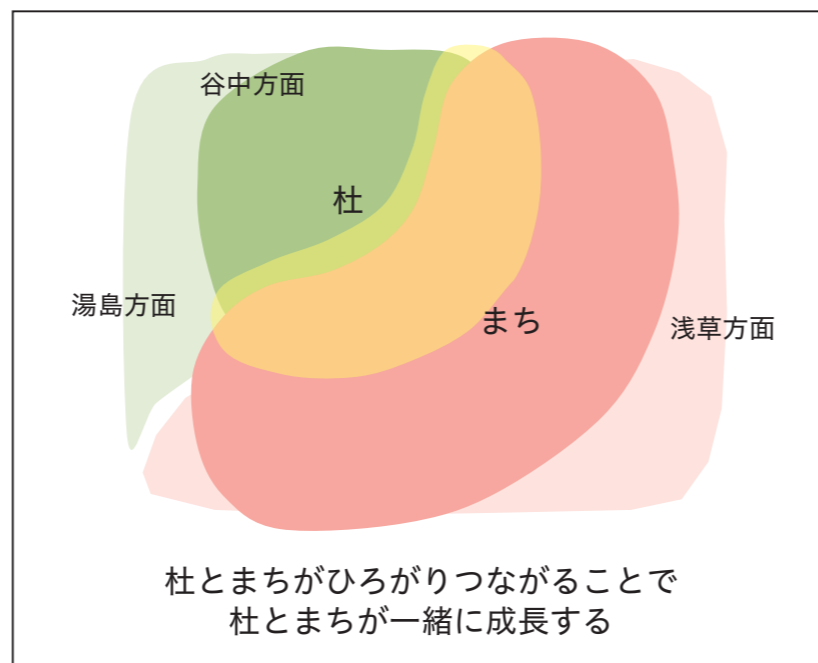 谷中方面
杜
湯島方面
まち
浅草方面
杜とまちがひろがりつながることで
杜とまちが一緒に成長する